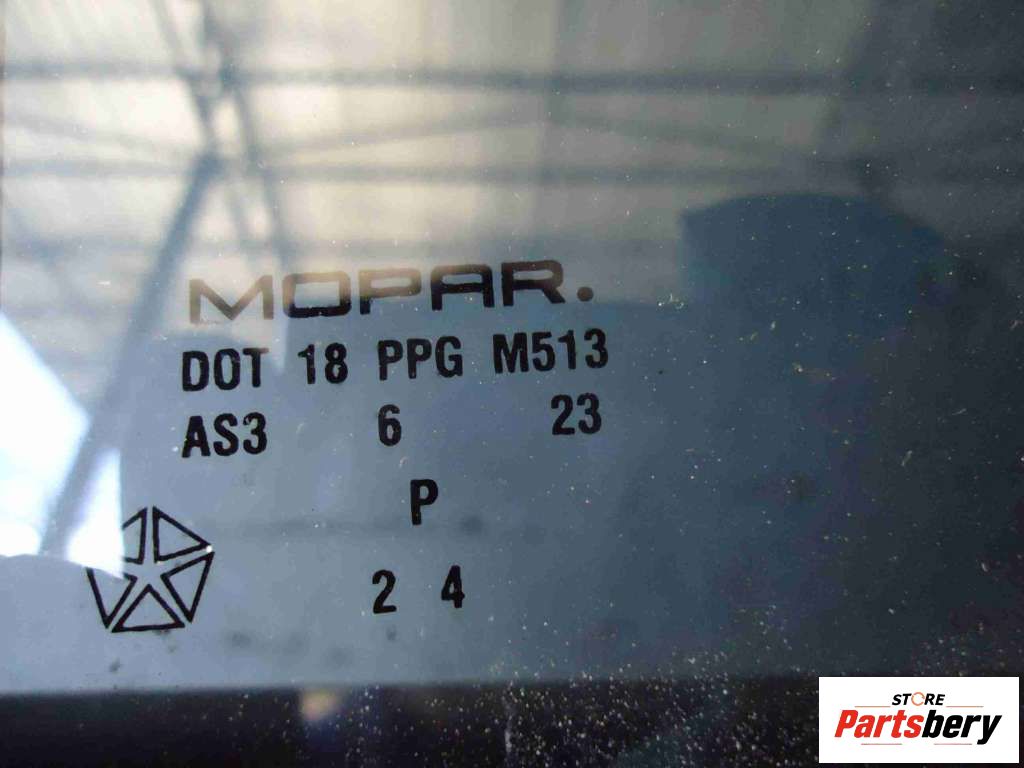 MOPAR.
DOT 18 PPG M513
AS3 6 23
P
2 4
STORE
Partsbery